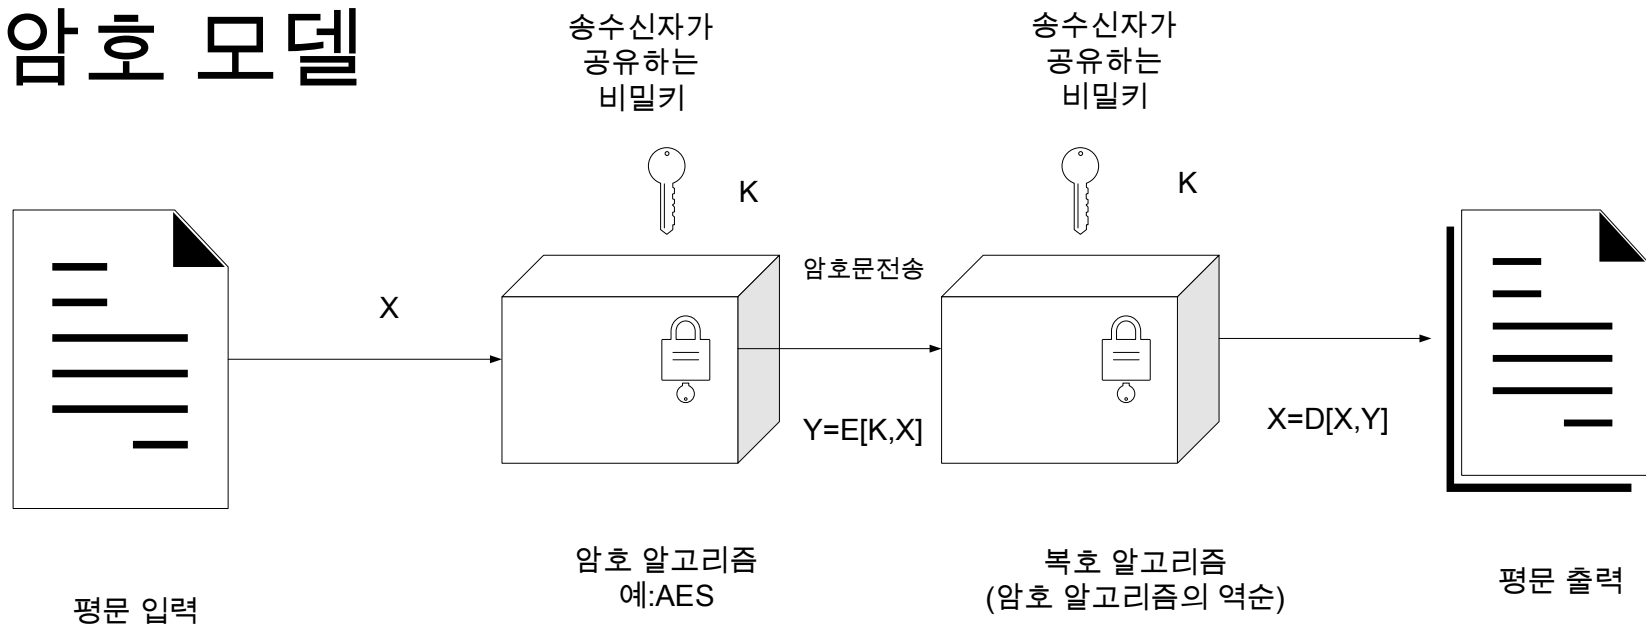 암호 모델
송수신자가
공유하는
비밀키
송수신자가
공유하는
비밀키
K
K
암호문전송
X
Y=E[K,X]
X=D[X,Y]
암호 알고리즘
예:AES
복호 알고리즘
(암호 알고리즘의 역순)
평문 입력
평문 출력